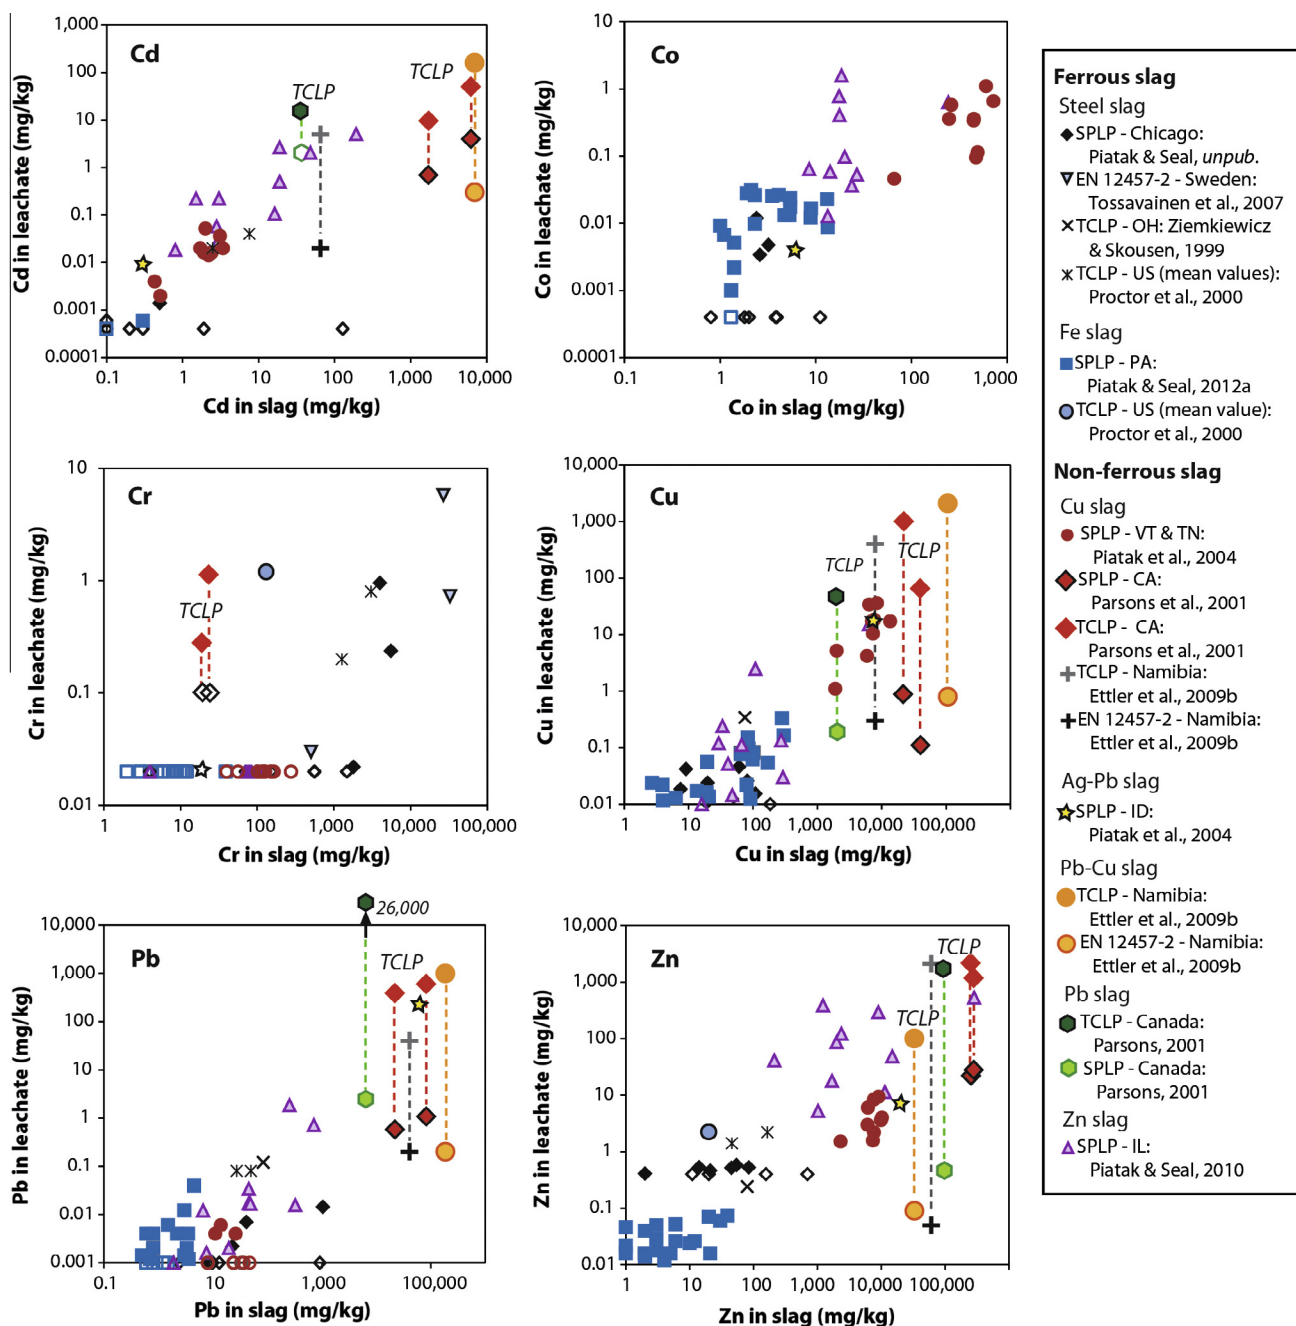 Cd
TCLP
TCLP
1,000
100
10
1
0.1
0.01
0.001
0.0001
Cd in leachate (mg/kg)
0.1
1
10
100
1,000
10,000
Cd in slag (mg/kg)
Co
1
0.1
0.01
0.001
0.0001
Co in leachate (mg/kg)
0.1
1
10
100
1,000
Co in slag (mg/kg)
Cr
TCLP
10
1
0.1
0.01
Cr in leachate (mg/kg)
1
10
100
1,000
10,000
100,000
Cr in slag (mg/kg)
Cu
TCLP
TCLP
10,000
1,000
100
10
1
0.1
0.01
Cu in leachate (mg/kg)
1
10
100
1,000
10,000
100,000
Cu in slag (mg/kg)
Pb
26,000
TCLP
10,000
1,000
100
10
1
0.1
0.01
0.001
Pb in leachate (mg/kg)
0.1
10
1,000
100,000
Pb in slag (mg/kg)
Zn
TCLP
TCLP
10,000
1,000
100
10
1
0.1
0.01
Zn in leachate (mg/kg)
1
10
100
1,000
10,000
100,000
Zn in slag (mg/kg)
Ferrous slag
Steel slag
SPLP - Chicago:
Piatak & Seal, unpub.
EN 12457-2 - Sweden:
Tossavainen et al., 2007
TCLP - OH: Ziemkiewicz
& Skousen, 1999
TCLP - US (mean values):
Proctor et al., 2000
Fe slag
SPLP - PA:
Piatak & Seal, 2012a
TCLP - US (mean value):
Proctor et al., 2000
Non-ferrous slag
Cu slag
SPLP - VT & TN:
Piatak et al., 2004
SPLP - CA:
Parsons et al., 2001
TCLP - CA:
Parsons et al., 2001
TCLP - Namibia:
Ettler et al., 2009b
EN 12457-2 - Namibia:
Ettler et al., 2009b
Ag-Pb slag
SPLP - ID:
Piatak et al., 2004
Pb-Cu slag
TCLP - Namibia:
Ettler et al., 2009b
EN 12457-2 - Namibia:
Ettler et al., 2009b
Pb slag
TCLP - Canada:
Parsons, 2001
SPLP - Canada:
Parsons, 2001
Zn slag
SPLP - IL:
Piatak & Seal, 2010